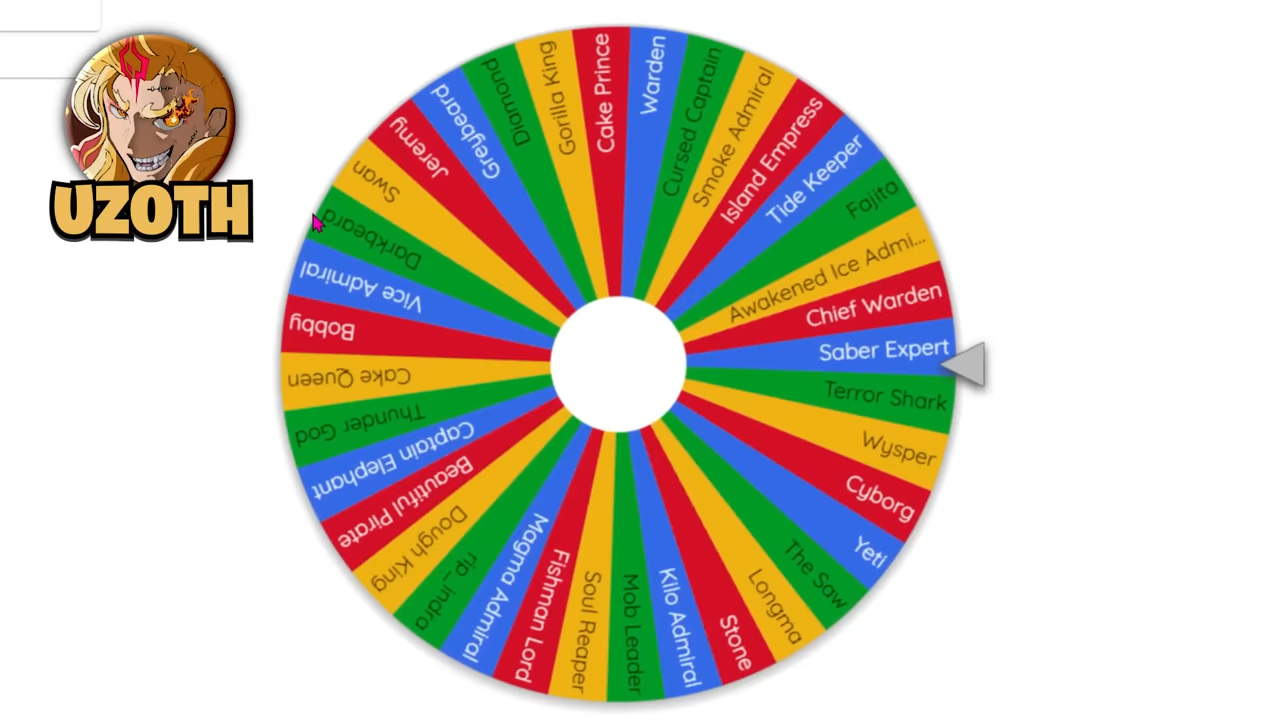 UZOTH
Cake Prince
Warden
Cursed Captain
Smoke Admiral
Island Empress
Tide Keeper
Fajita
Awakened Ice Admi...
Chief Warden
Saber Expert
Terror Shark
Wysper
Cyborg
Yeti
The Saw
Longma
Stone
Kilo Admiral
Mob Leader
Soul Reaper
Fishman Lord
Magma Admiral
rip_indra
Dough King
Beautiful Pirate
Captain Elephant
Thunder God
Cake Queen
Bobby
Vice Admiral
Darkbeard
Swan
Jeremy
Greybeard
Diamond
Gorilla King